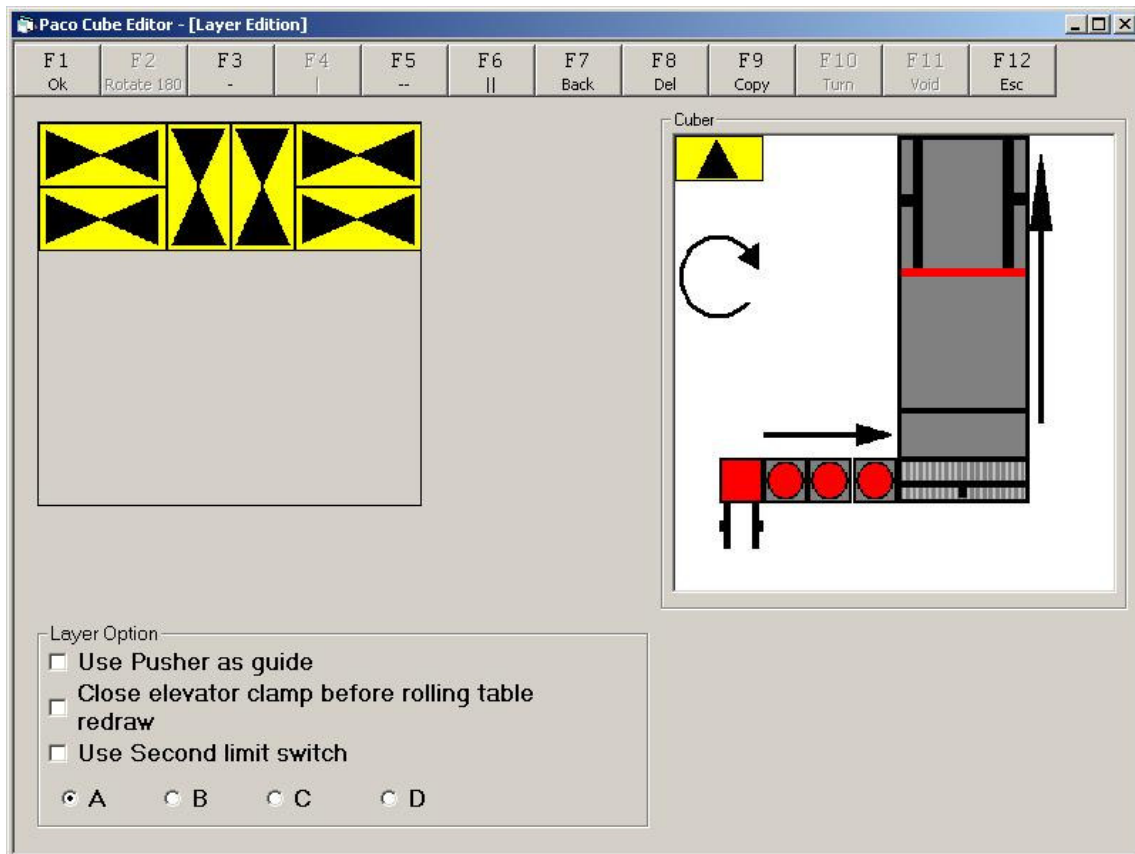 Paco Cube Editor - [Layer Edition]
F1 F2 F3 F4 F5 F6 F7 F8 F9 F10 F11 F12
Ok Rotate 180 - | -- || Back Del Copy Turn Void Esc
Cuber
Layer Option
Use Pusher as guide
Close elevator clamp before rolling table
redraw
Use Second limit switch
A B C D